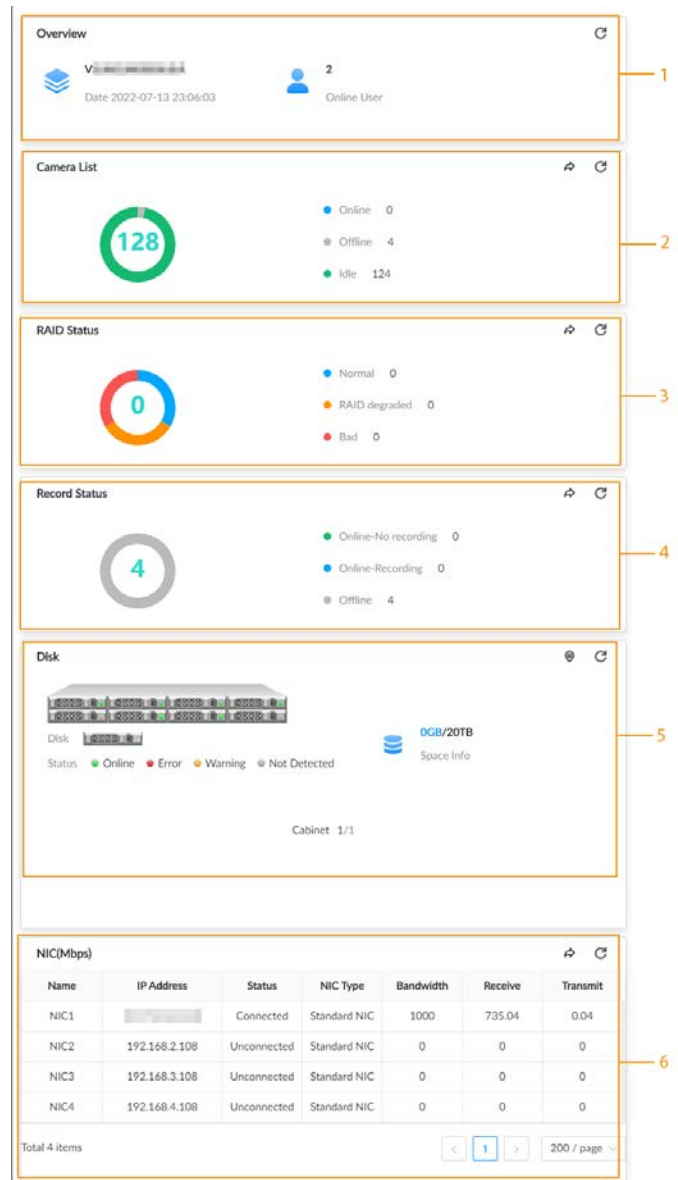 Overview
V
2
Date 2022-07-13 23:06:03
Online User
1
Camera List
128
Online 0
Offline 4
Idle 124
2
RAID Status
0
Normal 0
RAID degraded 0
Bad 0
3
Record Status
4
Online-No recording 0
Online-Recording 0
Offline 4
4
Disk
Disk
0GB/20TB
Space Info
Status Online Error Warning Not Detected
5
Cabinet 1/1
NIC(Mbps)
Name IP Address Status NIC Type Bandwidth Receive Transmit
NIC1 Connected Standard NIC 1000 735.04 0.04
NIC2 192.168.2.108 Unconnected Standard NIC 0 0 0
NIC3 192.168.3.108 Unconnected Standard NIC 0 0 0
NIC4 192.168.4.108 Unconnected Standard NIC 0 0 0
6
Total 4 items < 1 > 200 / page